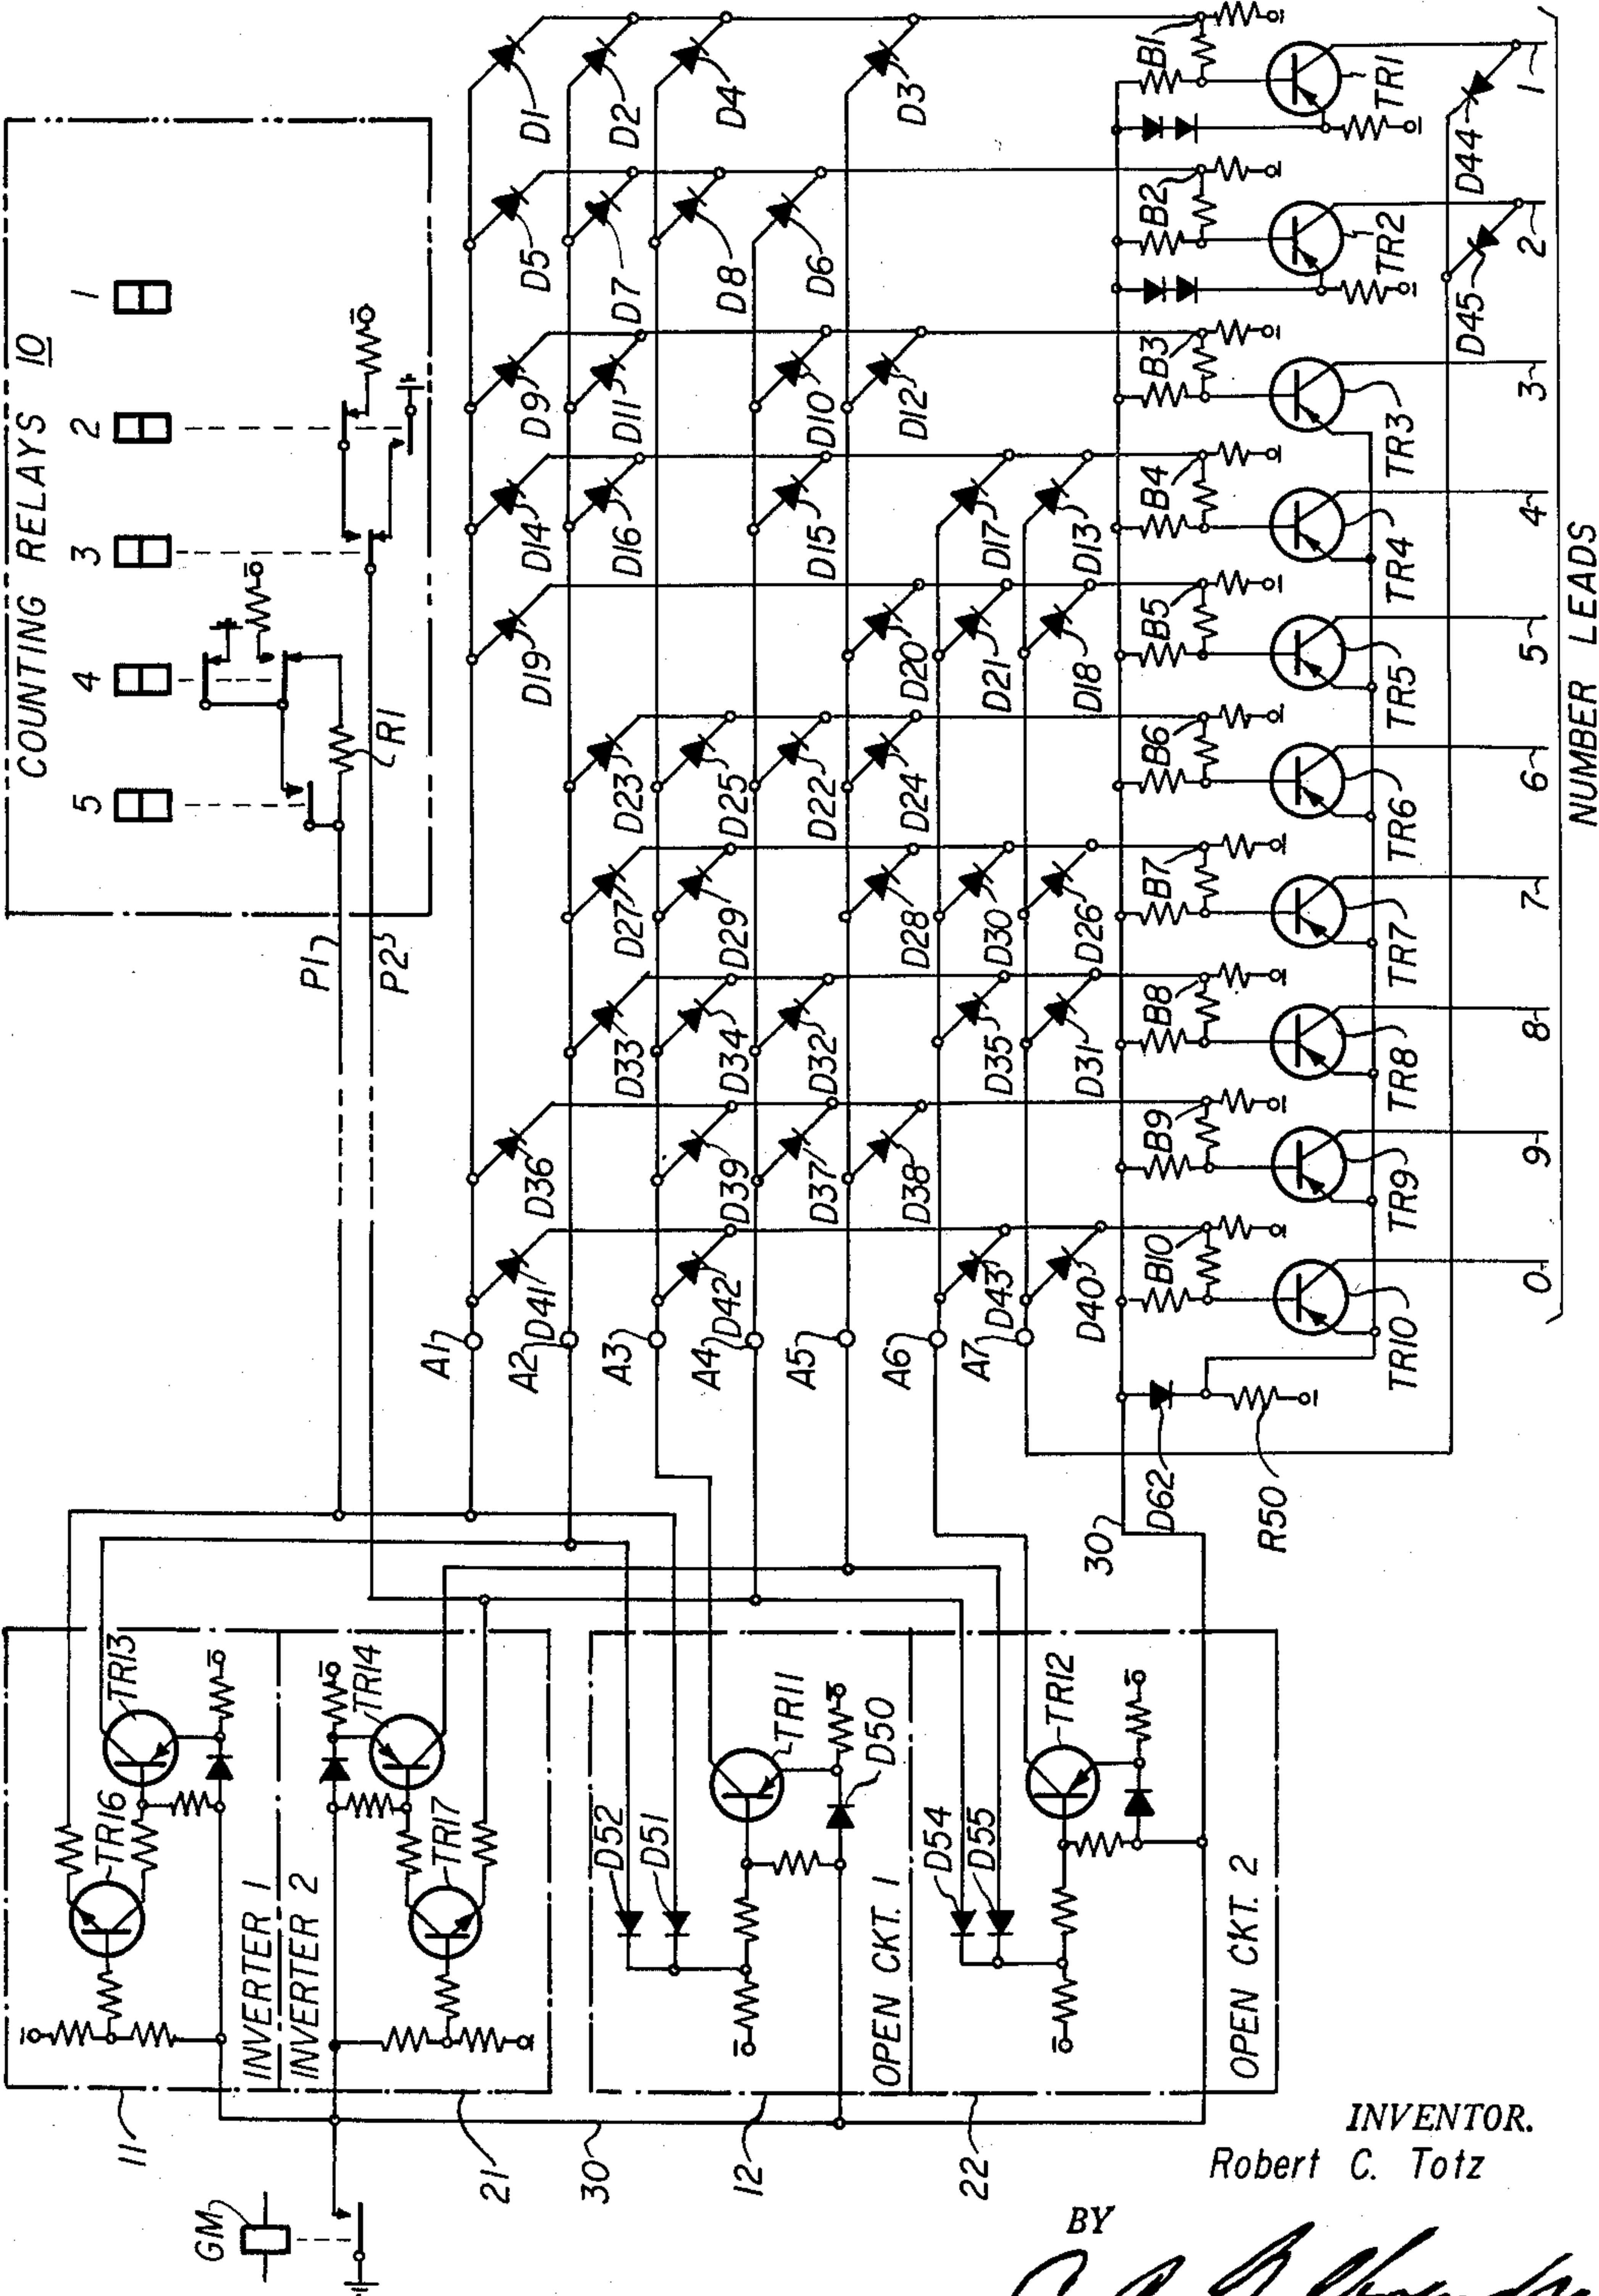 COUNTING RELAYS 10
5 4 3 2 1
R1
P1
P2
D1
D2
D4
D3
D5
D7
D8
D6
D9
D11
D10
D12
D14
D16
D15
D17
D13
D19
D20
D21
D18
D23
D25
D22
D24
D27
D29
D28
D30
D26
D33
D34
D32
D35
D31
D36
D39
D37
D38
D41
D42
D43
D40
A1
A2
A3
A4
A5
A6
A7
B10 B9 B8 B7 B6 B5 B4 B3 B2 B1
TR10 TR9 TR8 TR7 TR6 TR5 TR4 TR3 TR2 TR1
D45 D44
0 9 8 7 6 5 4 3 2 1
NUMBER LEADS
30
D62
R50
TR13
TR16
INVERTER 1
INVERTER 2
TR14
TR17
D52
D51
TR11
D50
OPEN CKT. 1
D54
D55
TR12
OPEN CKT. 2
11
21
30
12
22
GM
INVENTOR.
Robert C. Totz
BY